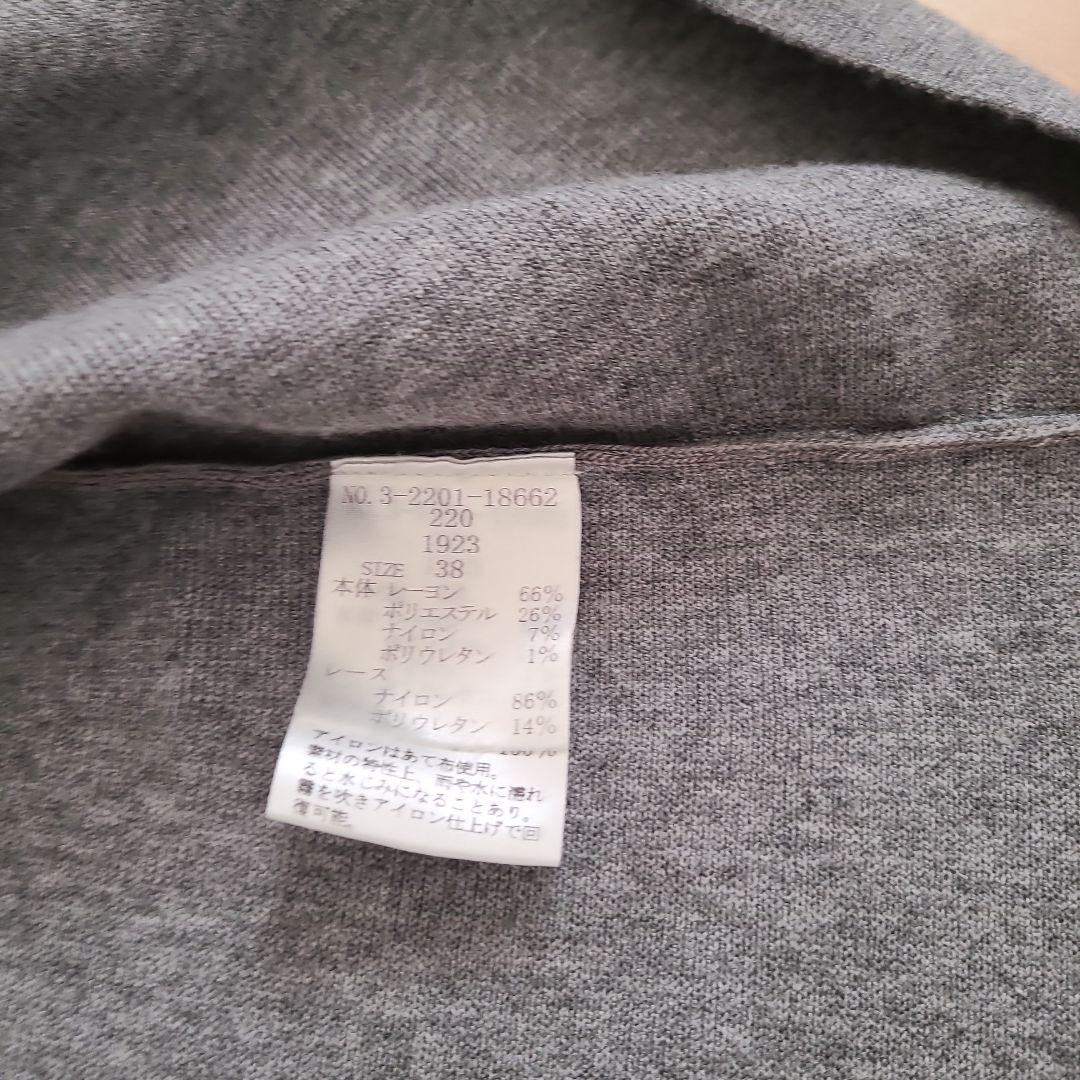 NO. 3-2201-18662
220
1923
SIZE 38
本体 レーヨン 66%
ポリエステル 26%
ナイロン 7%
ポリウレタン 1%
レース
ナイロン 86%
ポリウレタン 14%
アイロンはあて布使用。
素材の特性上、雨や水に濡れ
ると水じみになることあり。
霧を吹きアイロン仕上げで回
復可能。